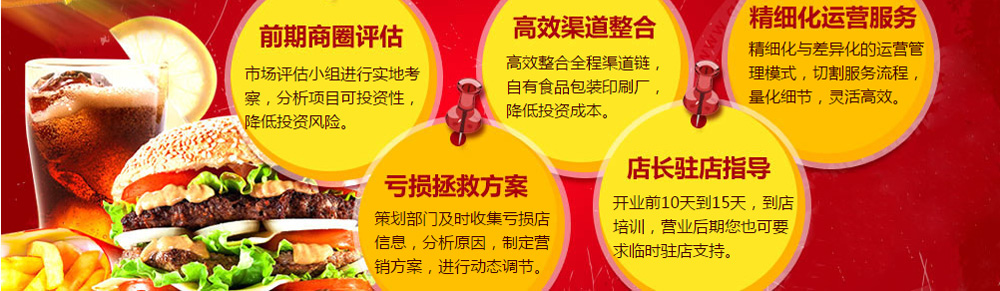 前期商圈评估
市场评估小组进行实地考
察，分析项目可投资性，
降低投资风险。
高效渠道整合
高效整合全程渠道链，
自有食品包装印刷厂，
降低投资成本。
精细化运营服务
精细化与差异化的运营管
理模式，切割服务流程，
量化细节，灵活高效。
亏损拯救方案
策划部门及时收集亏损店
信息，分析原因，制定营
销方案，进行动态调节。
店长驻店指导
开业前10天到15天，到店
培训，营业后期您也可要
求临时驻店支持。